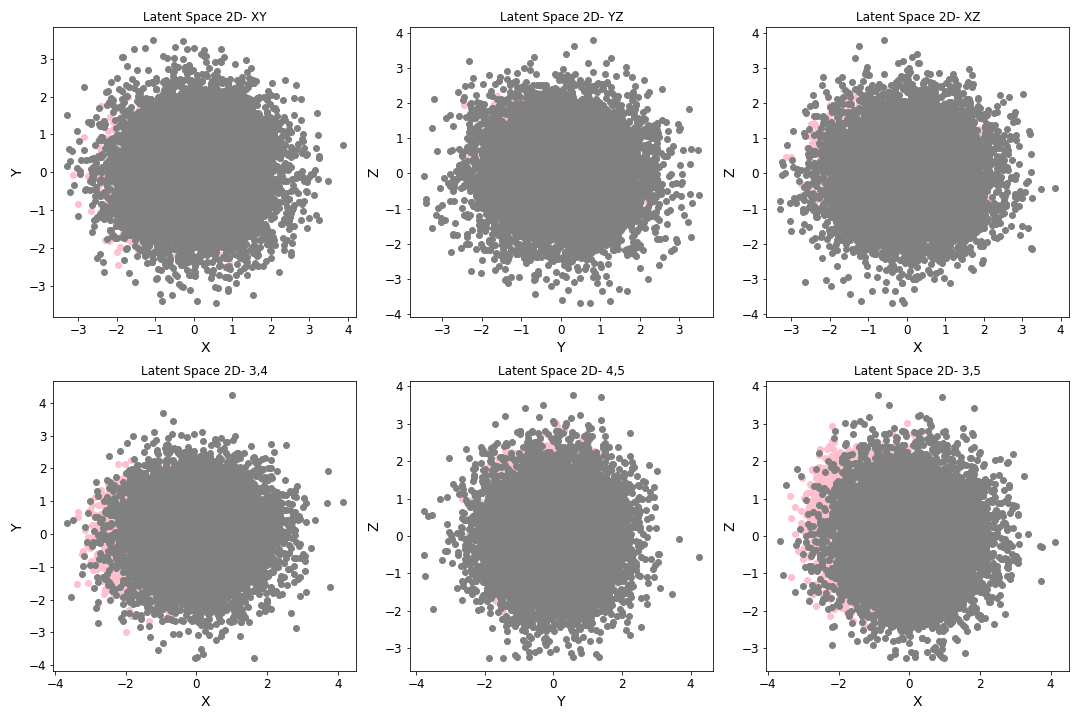 Latent Space 2D- XY
3
2
1
0
−1
−2
−3
Y
−3 −2 −1 0 1 2 3 4
X
Latent Space 2D- YZ
4
3
2
1
0
−1
−2
−3
−4
Z
−3 −2 −1 0 1 2 3
Y
Latent Space 2D- XZ
4
3
2
1
0
−1
−2
−3
−4
Z
−3 −2 −1 0 1 2 3 4
X
Latent Space 2D- 3,4
4
3
2
1
0
−1
−2
−3
−4
Y
−4 −2 0 2 4
X
Latent Space 2D- 4,5
4
3
2
1
0
−1
−2
−3
Z
−4 −2 0 2 4
Y
Latent Space 2D- 3,5
4
3
2
1
0
−1
−2
−3
Z
−4 −2 0 2 4
X